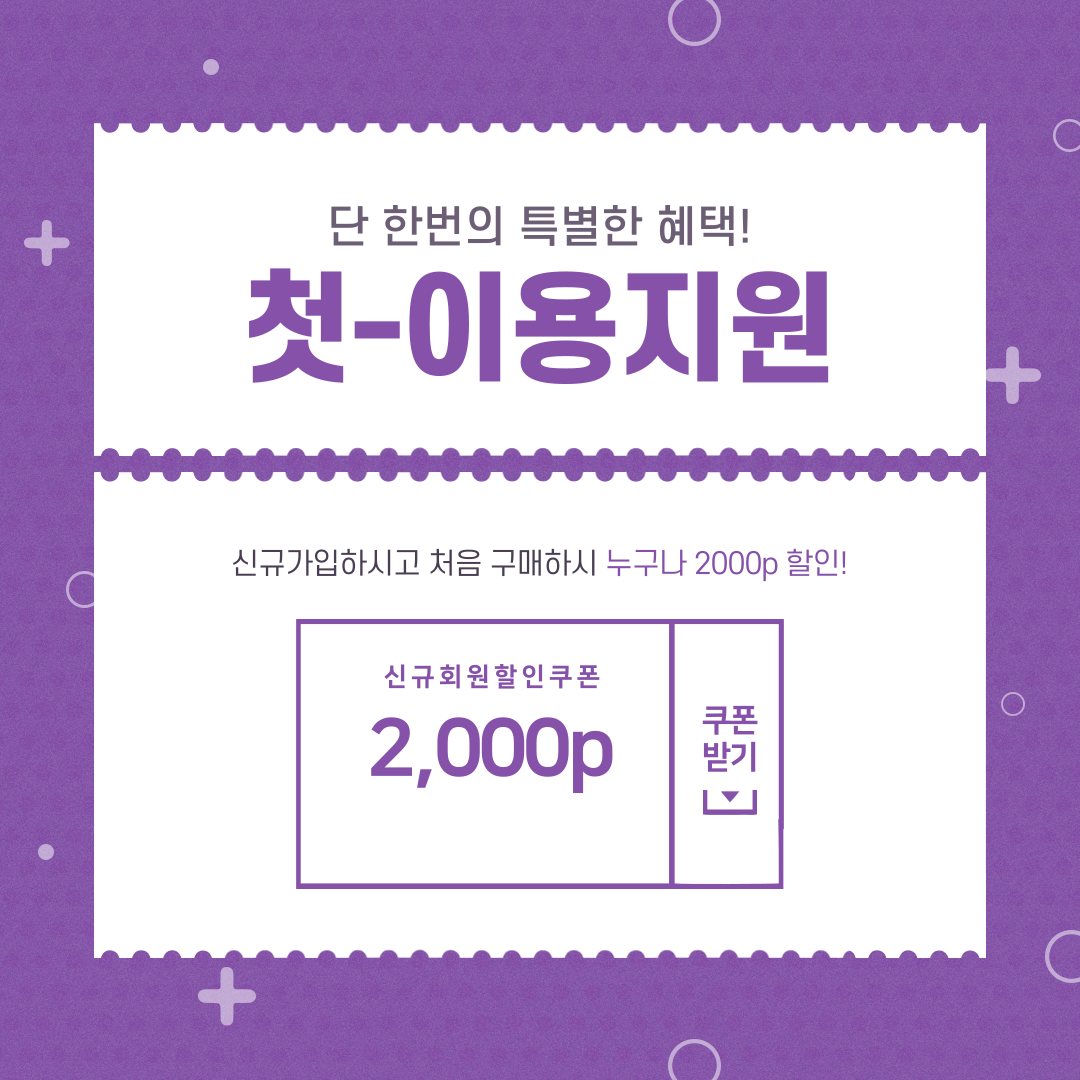 단 한번의 특별한 혜택!
첫-이용지원
신규가입하시고 처음 구매하시 누구나 2000p 할인!
신규회원할인쿠폰
2,000p
쿠폰
받기